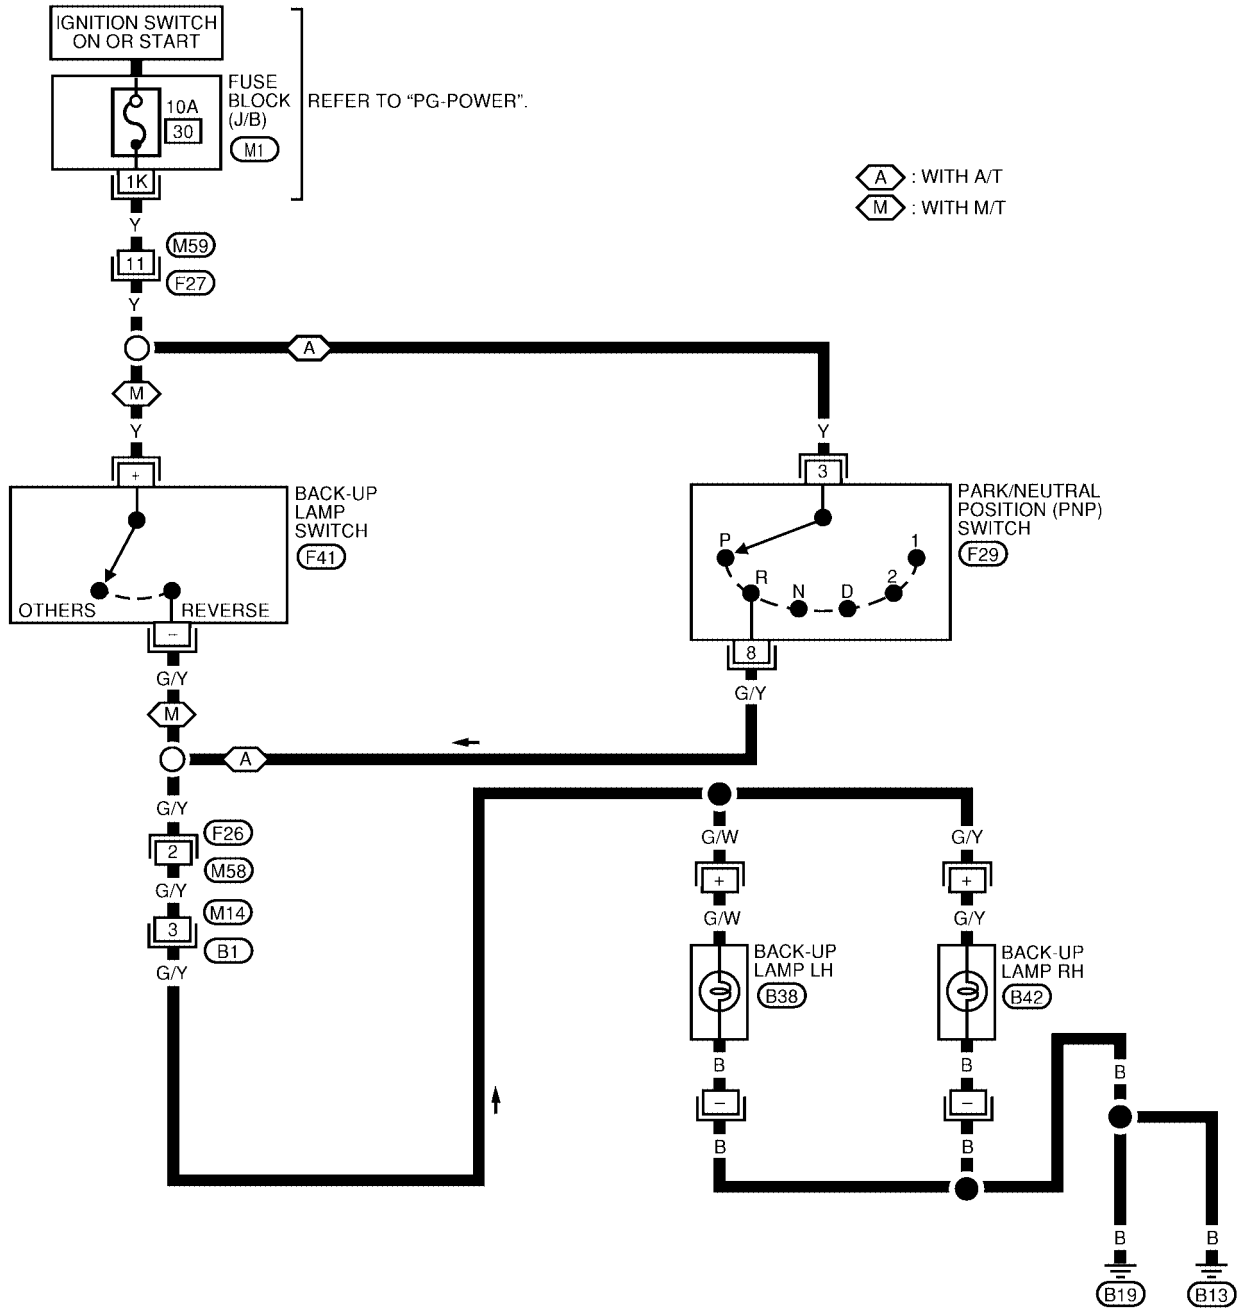 IGNITION SWITCH
ON OR START
FUSE
BLOCK
(J/B)
M1
10A
30
REFER TO “PG-POWER”.
1K
A : WITH A/T
M : WITH M/T
Y
M59
11
F27
Y
A
M
Y
Y
+
3
BACK-UP
LAMP
SWITCH
F41
OTHERS
REVERSE
PARK/NEUTRAL
POSITION (PNP)
SWITCH
F29
P
R
N
D
2
1
–
8
G/Y
G/Y
M
A
G/Y
F26
2
M58
G/Y
M14
3
B1
G/Y
G/W
G/Y
+
+
G/W
G/Y
BACK-UP
LAMP LH
B38
BACK-UP
LAMP RH
B42
B
B
B
–
–
B
B
B
B
B19
B13